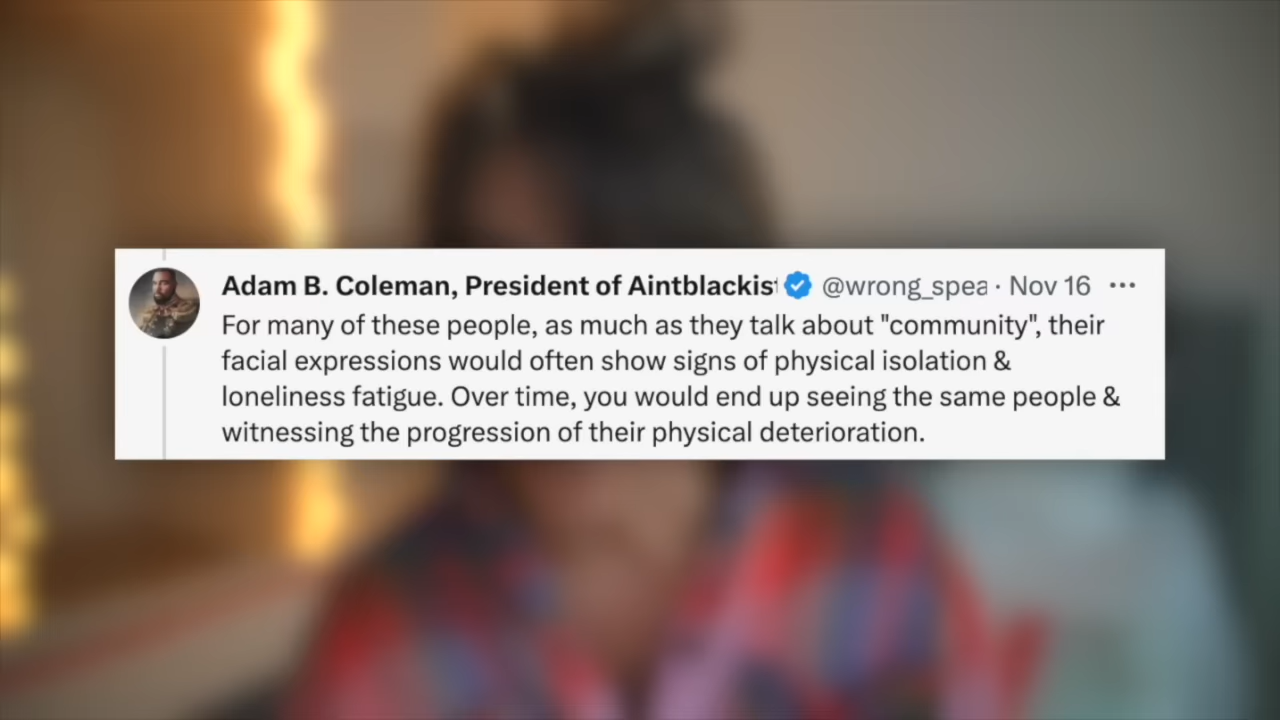 Adam B. Coleman, President of Aintblackist @wrong_spea · Nov 16 ...
For many of these people, as much as they talk about "community", their
facial expressions would often show signs of physical isolation &
loneliness fatigue. Over time, you would end up seeing the same people &
witnessing the progression of their physical deterioration.